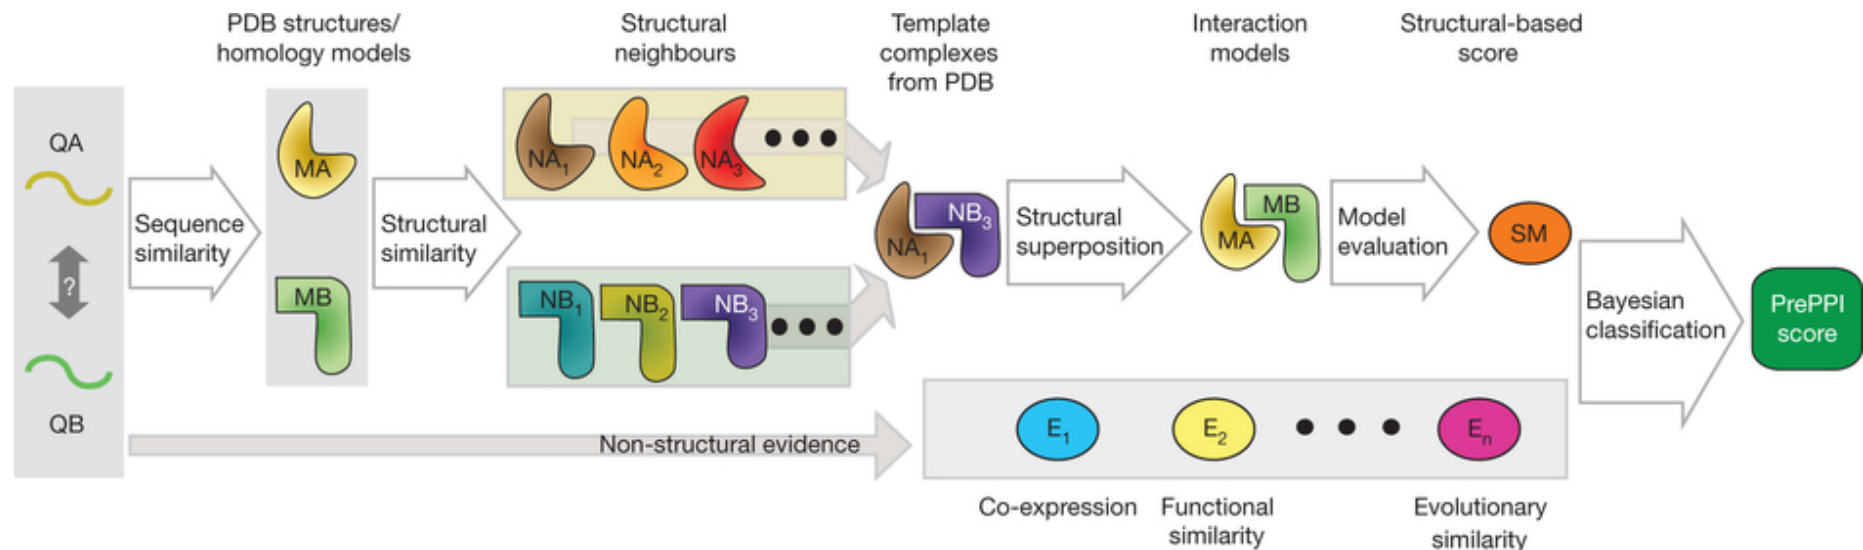 PDB structures/
homology models
Structural
neighbours
Template
complexes
from PDB
Interaction
models
Structural-based
score
QA
?
QB
Sequence
similarity
MA
MB
Structural
similarity
NA1
NA2
NA3
NB1
NB2
NB3
NA1
NB3
Structural
superposition
MA
MB
Model
evaluation
SM
Bayesian
classification
PrePPI
score
Non-structural evidence
E1
E2
En
Co-expression
Functional
similarity
Evolutionary
similarity